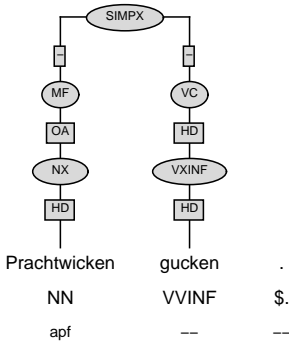 SIMPX
– –
MF VC
OA HD
NX VXINF
HD HD
Prachtwicken gucken .
NN VVINF $.
apf –– ––